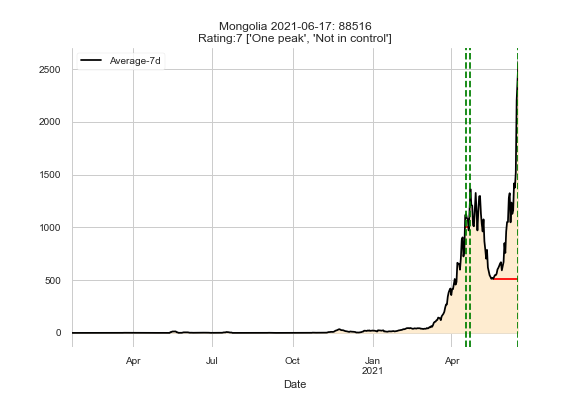 Mongolia 2021-06-17: 88516
Rating:7 ['One peak', 'Not in control']
Average-7d
2500
2000
1500
1000
500
0
Apr Jul Oct Jan Apr
2021
Date